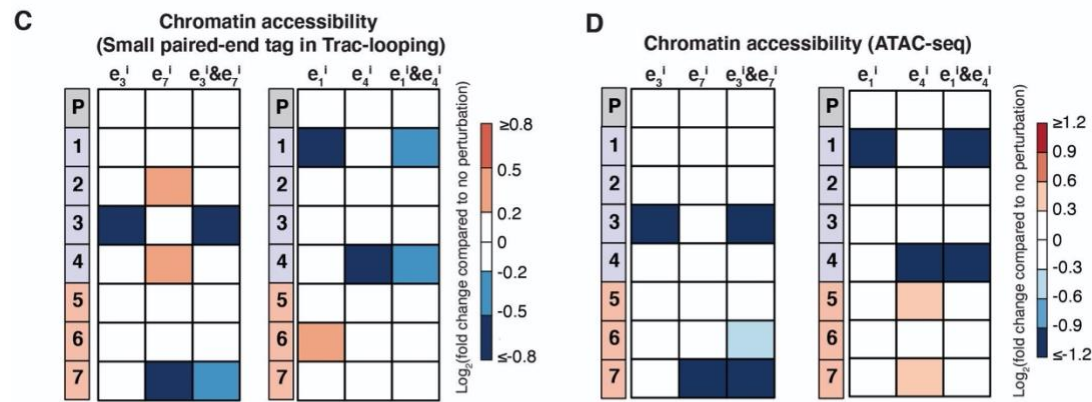 C
Chromatin accessibility
(Small paired-end tag in Trac-looping)
e₃ⁱ e₇ⁱ e₃ⁱ&e₇ⁱ
e₁ⁱ e₄ⁱ e₁ⁱ&e₄ⁱ
P
1
2
3
4
5
6
7
P
1
2
3
4
5
6
7
≥0.8
0.5
0.2
0
-0.2
-0.5
≤-0.8
Log₂(fold change compared to no perturbation)
D
Chromatin accessibility (ATAC-seq)
e₃ⁱ e₇ⁱ e₃ⁱ&e₇ⁱ
e₁ⁱ e₄ⁱ e₁ⁱ&e₄ⁱ
P
1
2
3
4
5
6
7
P
1
2
3
4
5
6
7
≥1.2
0.9
0.6
0.3
0
-0.3
-0.6
-0.9
≤-1.2
Log₂(fold change compared to no perturbation)